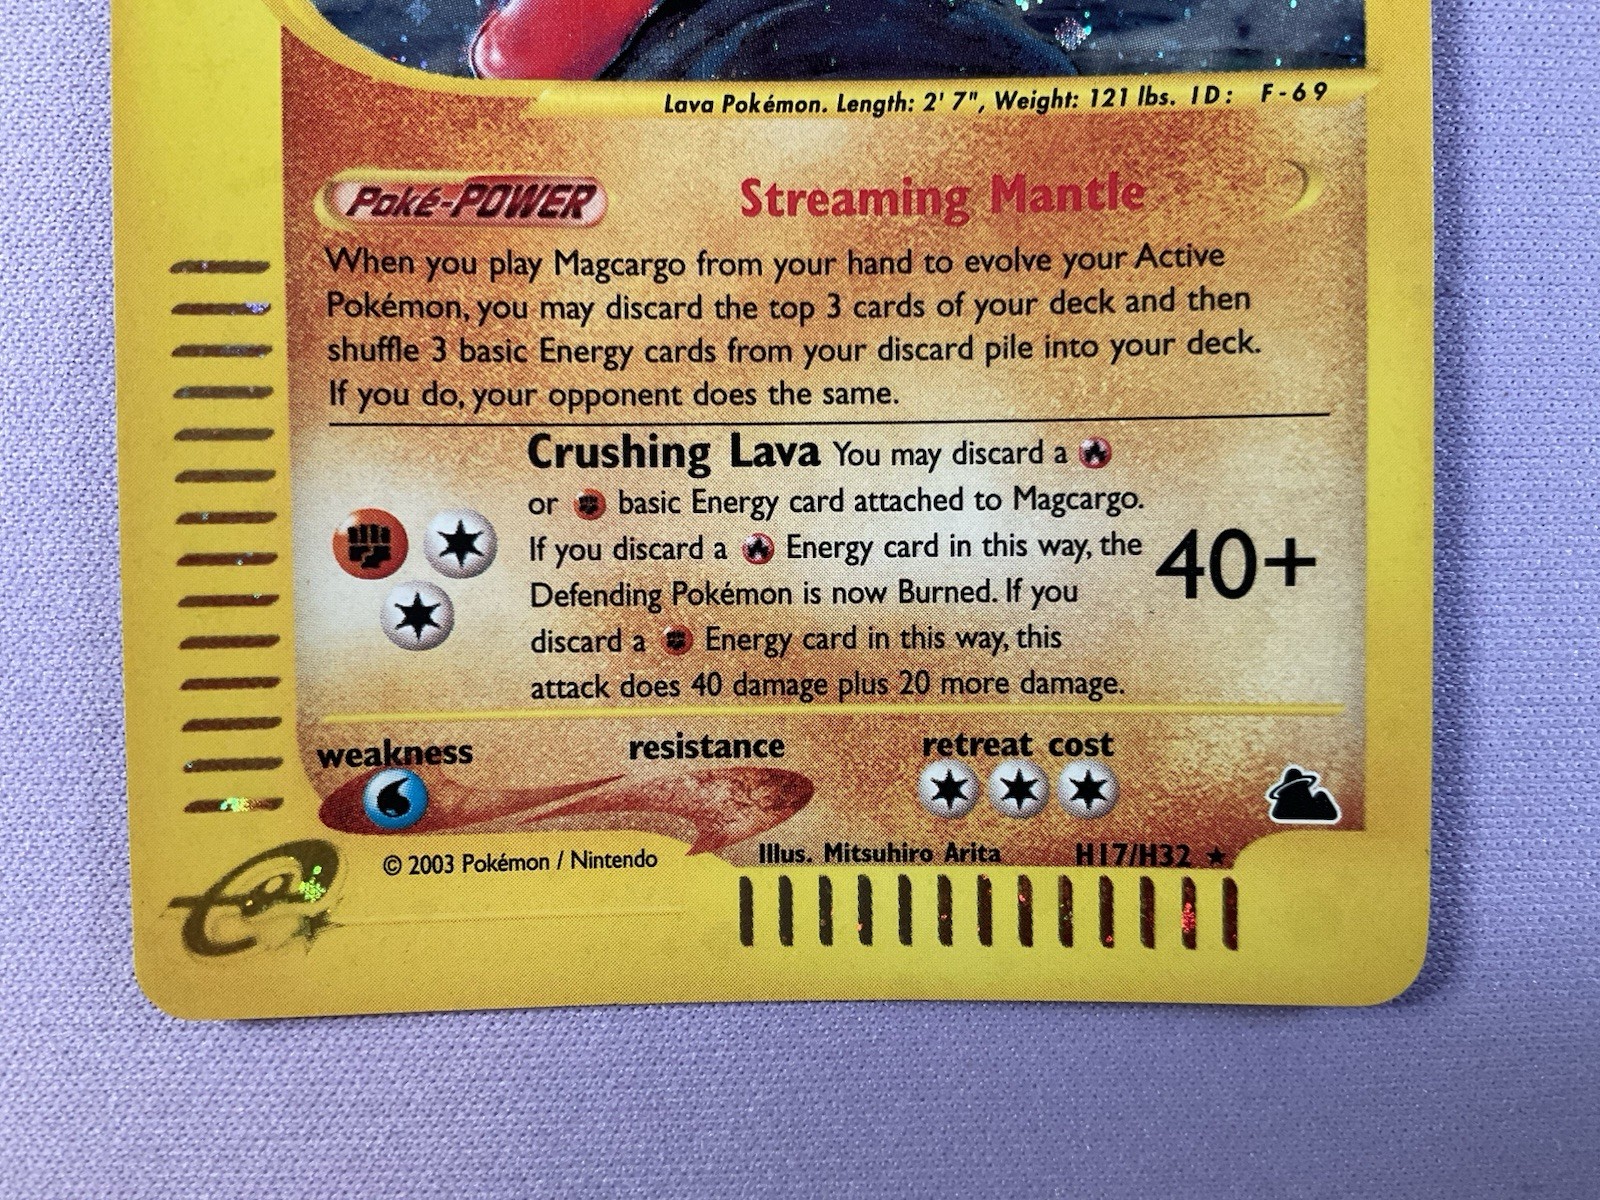 Lava Pokémon. Length: 2' 7", Weight: 121 lbs. ID: F-69
Poké-POWER Streaming Mantle
When you play Magcargo from your hand to evolve your Active
Pokémon, you may discard the top 3 cards of your deck and then
shuffle 3 basic Energy cards from your discard pile into your deck.
If you do, your opponent does the same.
Crushing Lava You may discard a
or basic Energy card attached to Magcargo.
If you discard a Energy card in this way, the
Defending Pokémon is now Burned. If you
discard a Energy card in this way, this
attack does 40 damage plus 20 more damage.
40+
weakness resistance retreat cost
© 2003 Pokémon / Nintendo
Illus. Mitsuhiro Arita H17/H32 ★
e